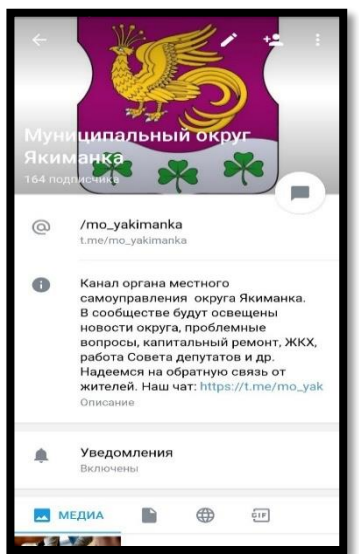 Муниципальный округ
Якиманка
164 подписчика
/mo_yakimanka
t.me/mo_yakimanka
Канал органа местного
самоуправления округа Якиманка.
В сообществе будут освещены
новости округа, проблемные
вопросы, капитальный ремонт, ЖКХ,
работа Совета депутатов и др.
Надеемся на обратную связь от
жителей. Наш чат: https://t.me/mo_yak
Описание
Уведомления
Включены
МЕДИА
GIF